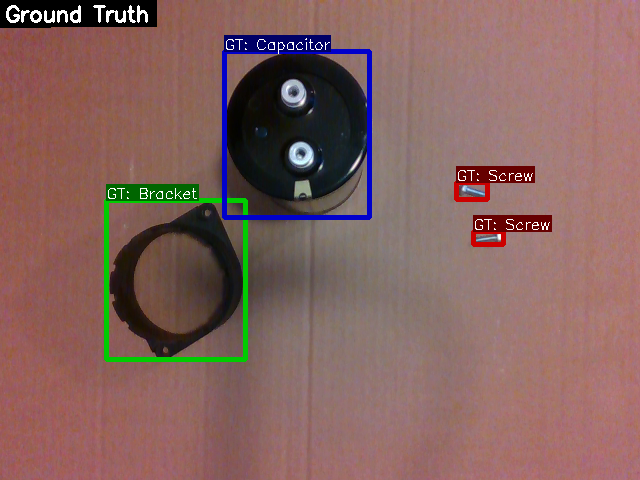 Ground Truth
GT: Capacitor
GT: Screw
GT: Bracket
GT: Screw